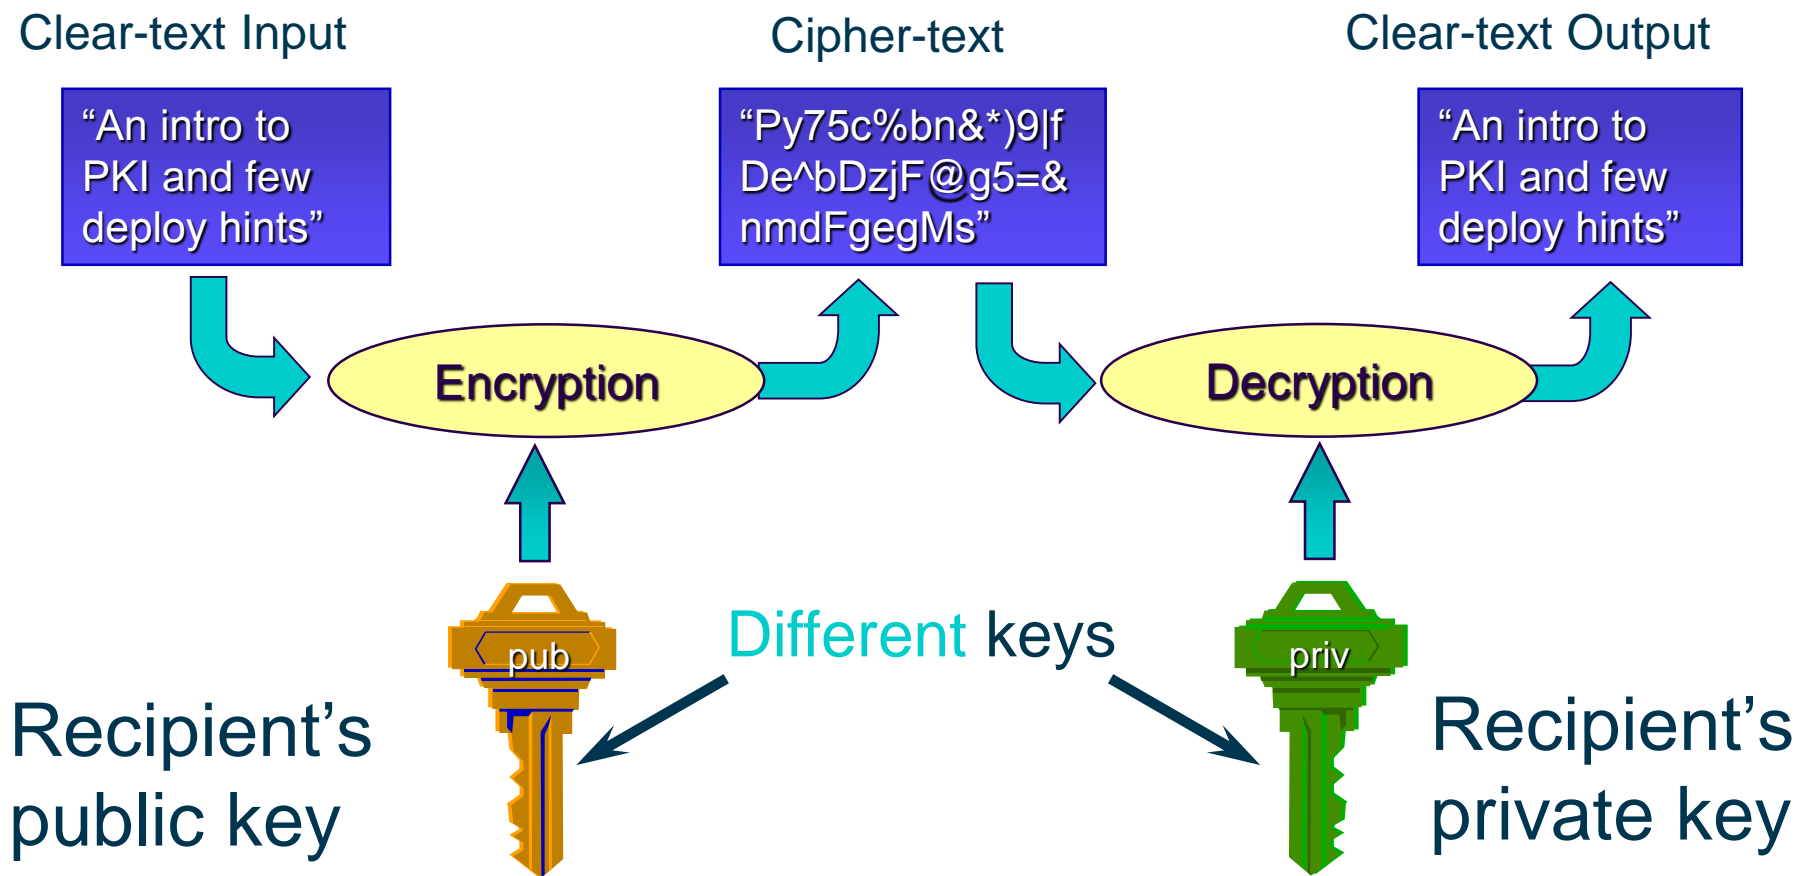 Clear-text Input
Cipher-text
Clear-text Output
“An intro to
PKI and few
deploy hints”
“Py75c%bn&*)9|f
De^bDzjF@g5=&
nmdFgegMs”
“An intro to
PKI and few
deploy hints”
Encryption
Decryption
Different keys
pub
priv
Recipient’s
public key
Recipient’s
private key